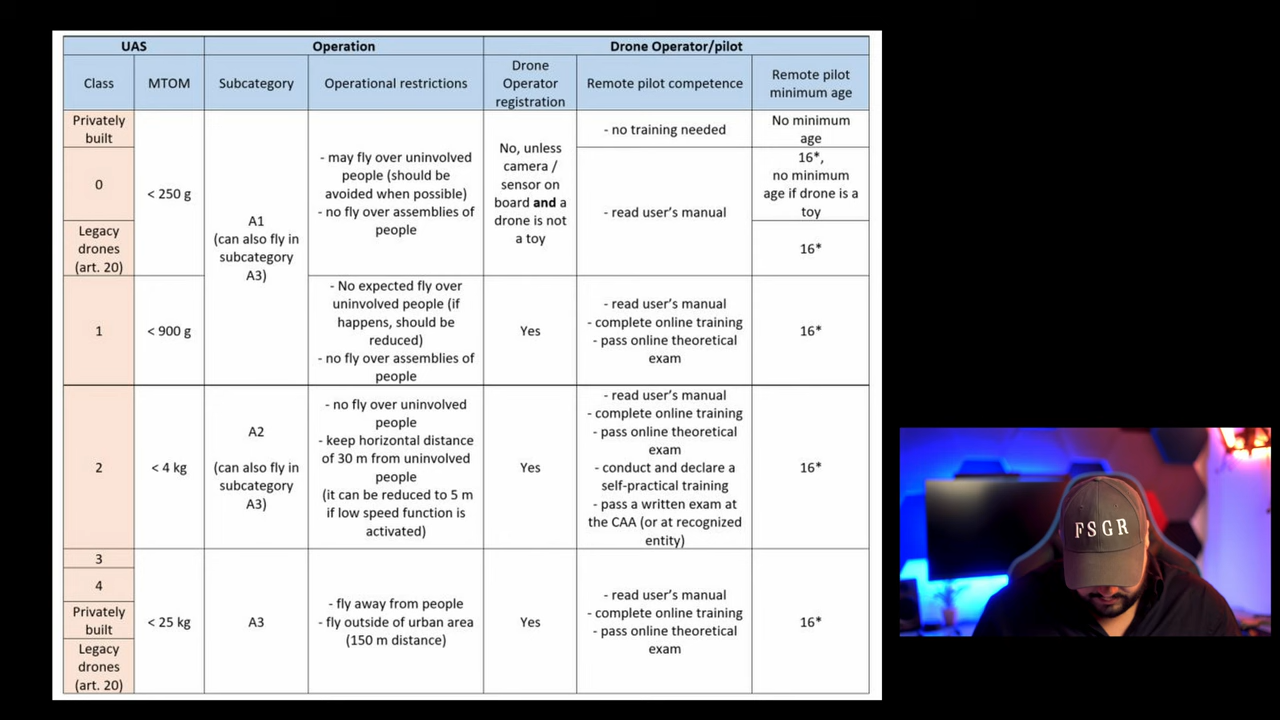 UAS
Operation
Drone Operator/pilot
Class
MTOM
Subcategory
Operational restrictions
Drone
Operator
registration
Remote pilot competence
Remote pilot
minimum age
Privately
built
0
Legacy
drones
(art. 20)
< 250 g
A1
(can also fly in
subcategory
A3)
- may fly over uninvolved
people (should be
avoided when possible)
- no fly over assemblies of
people
No, unless
camera /
sensor on
board and a
drone is not
a toy
- no training needed
No minimum
age
- read user’s manual
16*,
no minimum
age if drone is a
toy
16*
1
< 900 g
- No expected fly over
uninvolved people (if
happens, should be
reduced)
- no fly over assemblies of
people
Yes
- read user’s manual
- complete online training
- pass online theoretical
exam
16*
2
< 4 kg
A2
(can also fly in
subcategory
A3)
- no fly over uninvolved
people
- keep horizontal distance
of 30 m from uninvolved
people
(it can be reduced to 5 m
if low speed function is
activated)
Yes
- read user’s manual
- complete online training
- pass online theoretical
exam
- conduct and declare a
self-practical training
- pass a written exam at
the CAA (or at recognized
entity)
16*
3
4
Privately
built
Legacy
drones
(art. 20)
< 25 kg
A3
- fly away from people
- fly outside of urban area
(150 m distance)
Yes
- read user’s manual
- complete online training
- pass online theoretical
exam
16*
FSGR